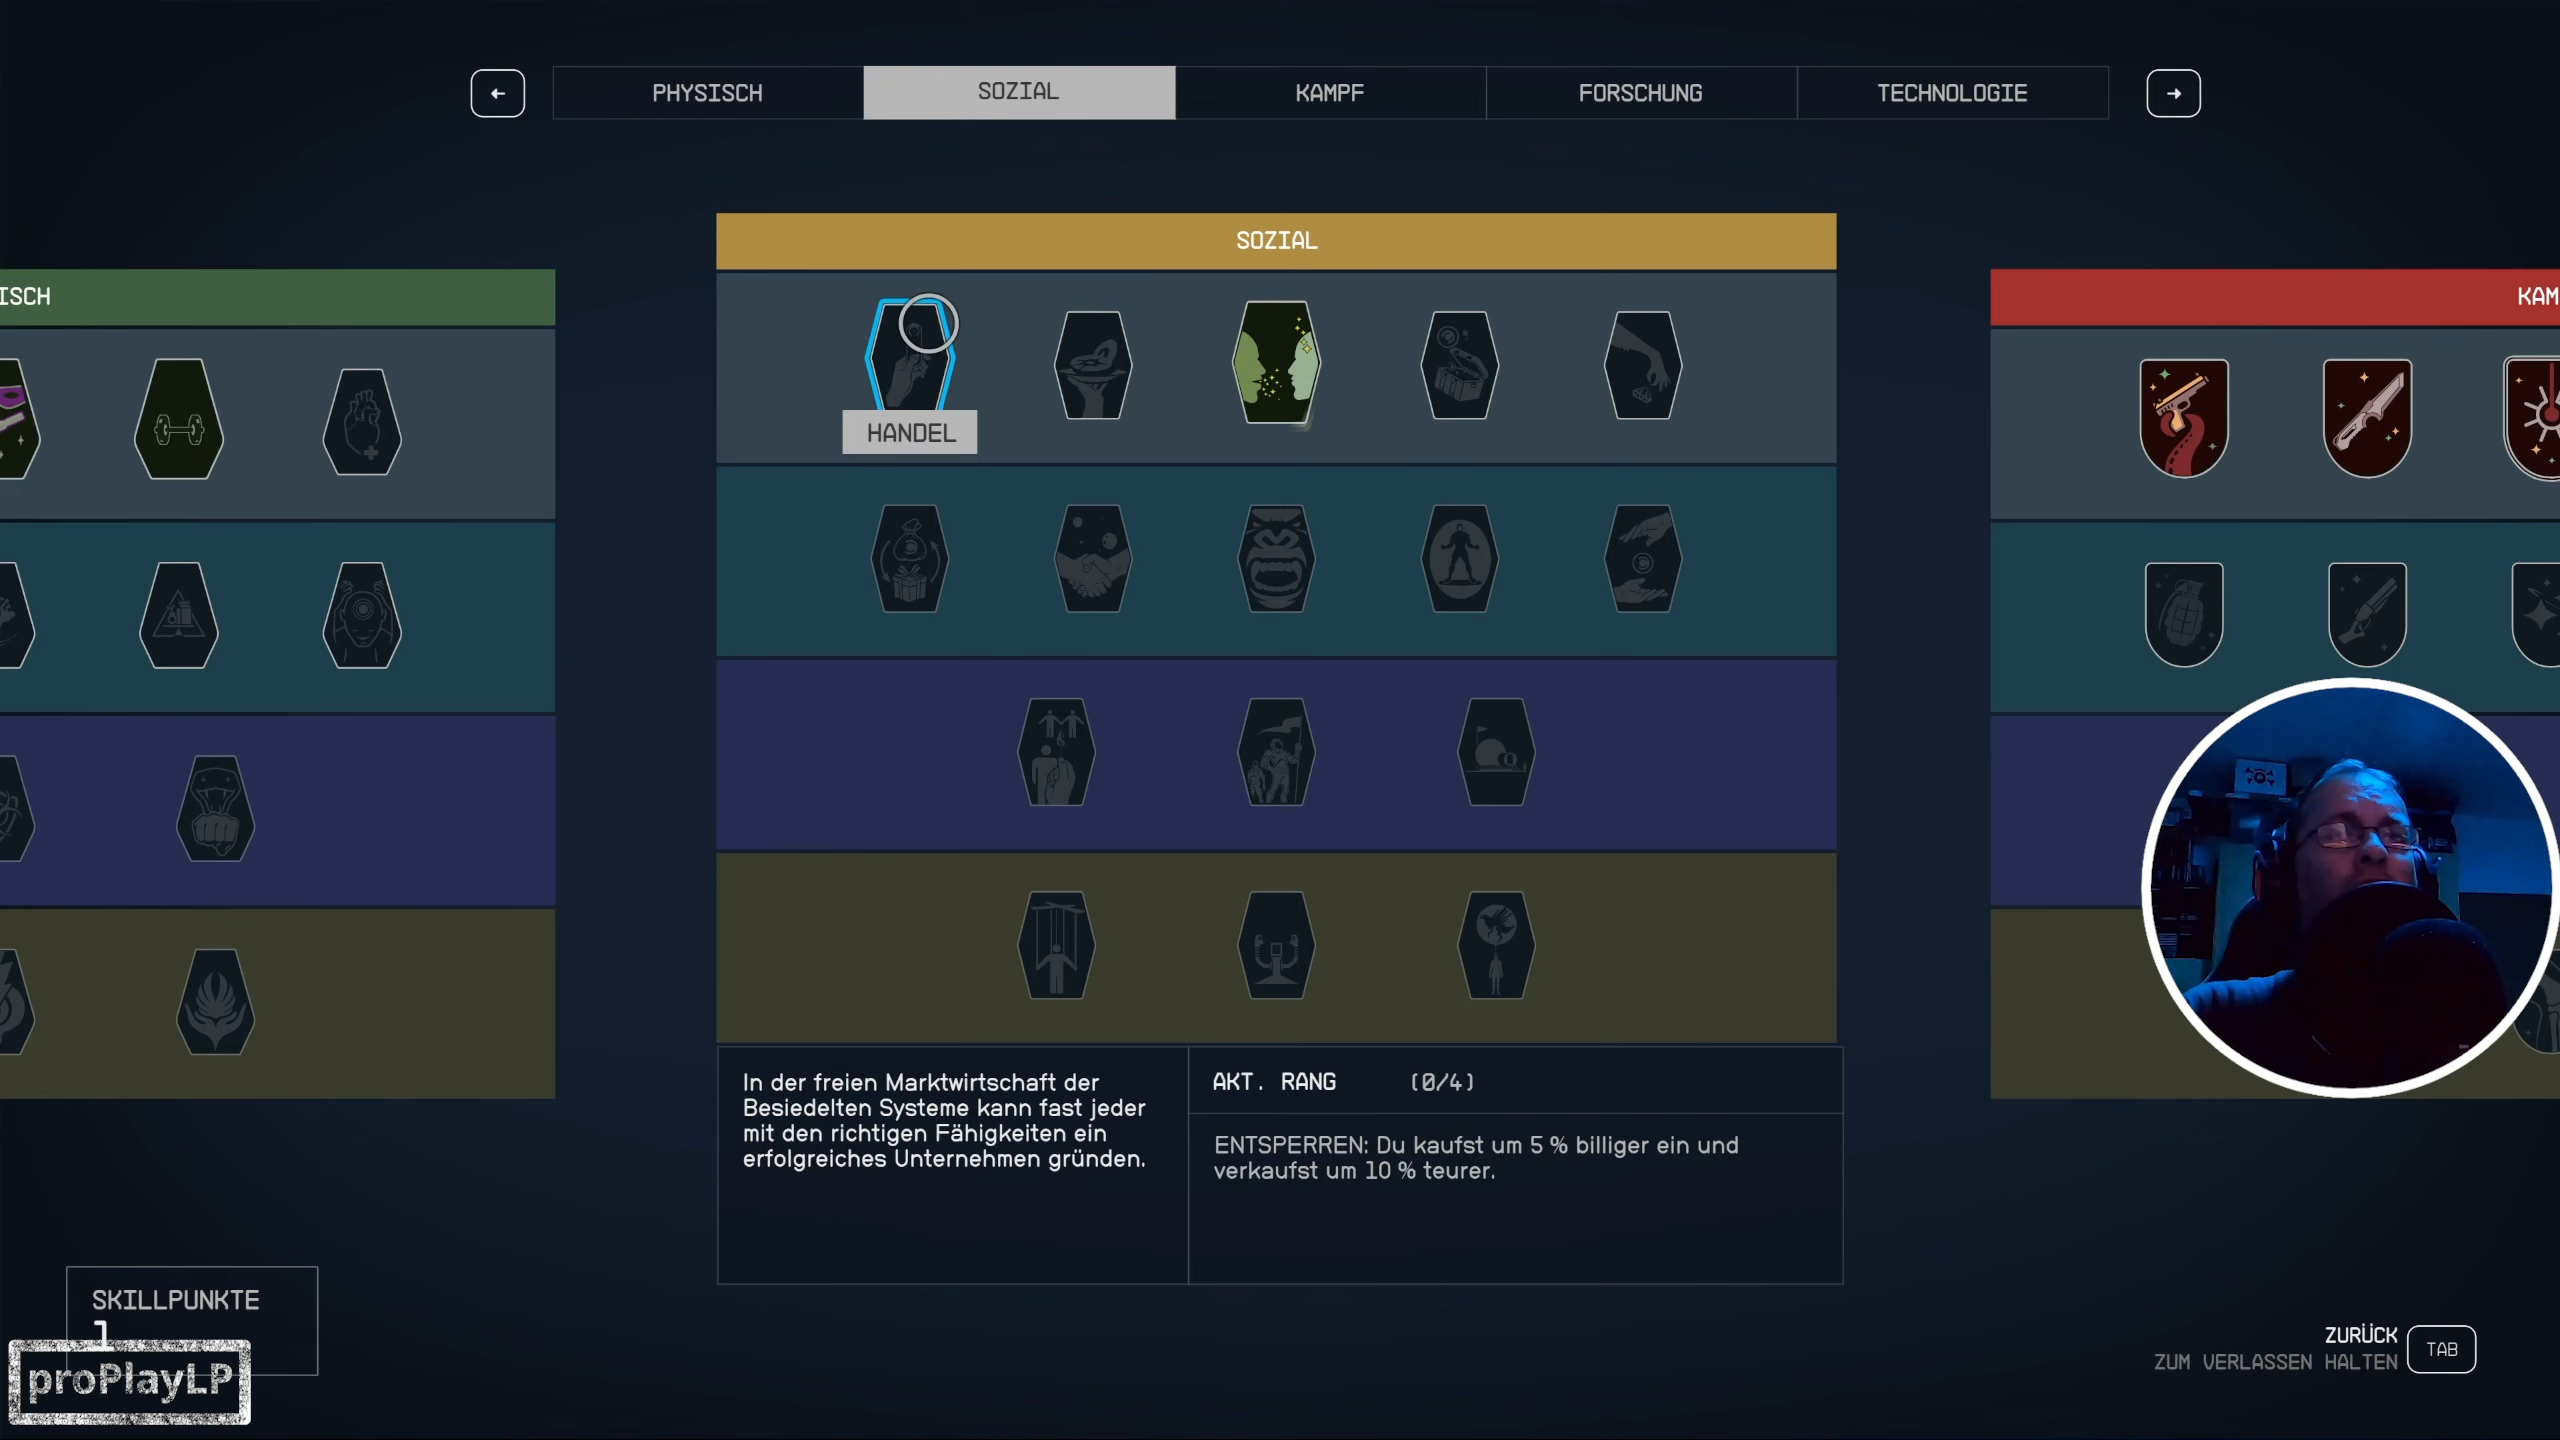 PHYSISCH
SOZIAL
KAMPF
FORSCHUNG
TECHNOLOGIE
SOZIAL
ISCH
KAM
HANDEL
In der freien Marktwirtschaft der
Besiedelten Systeme kann fast jeder
mit den richtigen Fähigkeiten ein
erfolgreiches Unternehmen gründen.
AKT. RANG (0/4)
ENTSPERREN: Du kaufst um 5 % billiger ein und
verkaufst um 10 % teurer.
SKILLPUNKTE
1
proPlayLP
ZURÜCK
ZUM VERLASSEN HALTEN
TAB